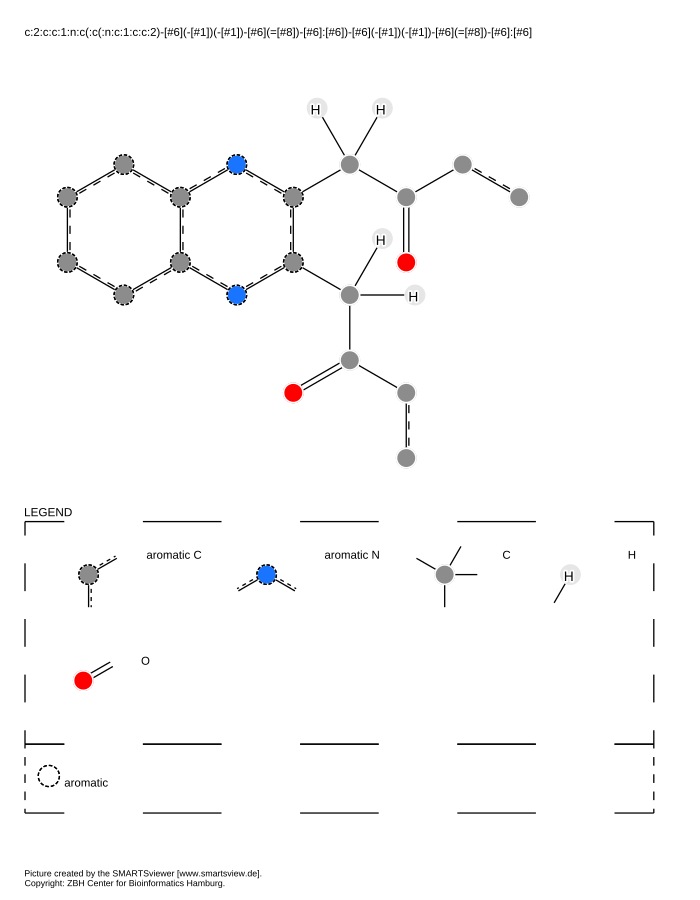 c:2:c:c:1:n:c(:c(:n:c:1:c:c:2)-[#6](-[#1])(-[#1])-[#6](=[#8])-[#6]:[#6])-[#6](-[#1])(-[#1])-[#6](=[#8])-[#6]:[#6]
H H
H
H
LEGEND
aromatic C aromatic N C H
H
O
aromatic
Picture created by the SMARTSviewer [www.smartsview.de].
Copyright: ZBH Center for Bioinformatics Hamburg.